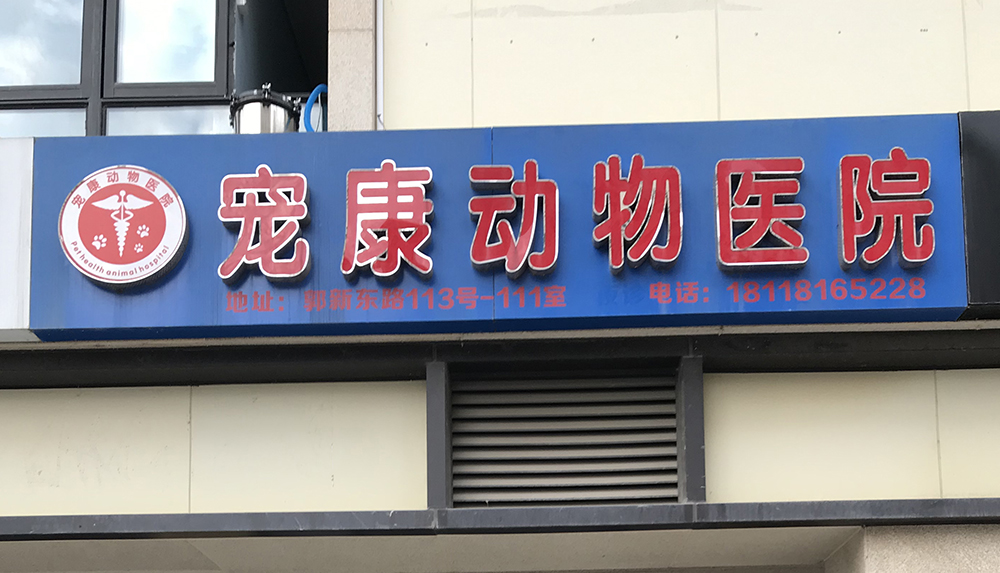 宠康动物医院
Pet health animal hospital
宠康动物医院
地址：新东路113号-111室 电话：18118165228